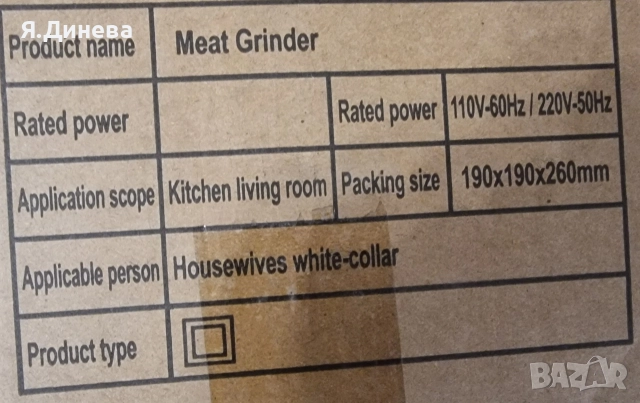 Я.Динева
Product name Meat Grinder
Rated power Rated power 110V-60Hz / 220V-50Hz
Application scope Kitchen living room Packing size 190x190x260mm
Applicable person Housewives white-collar
Product type
BAZAR